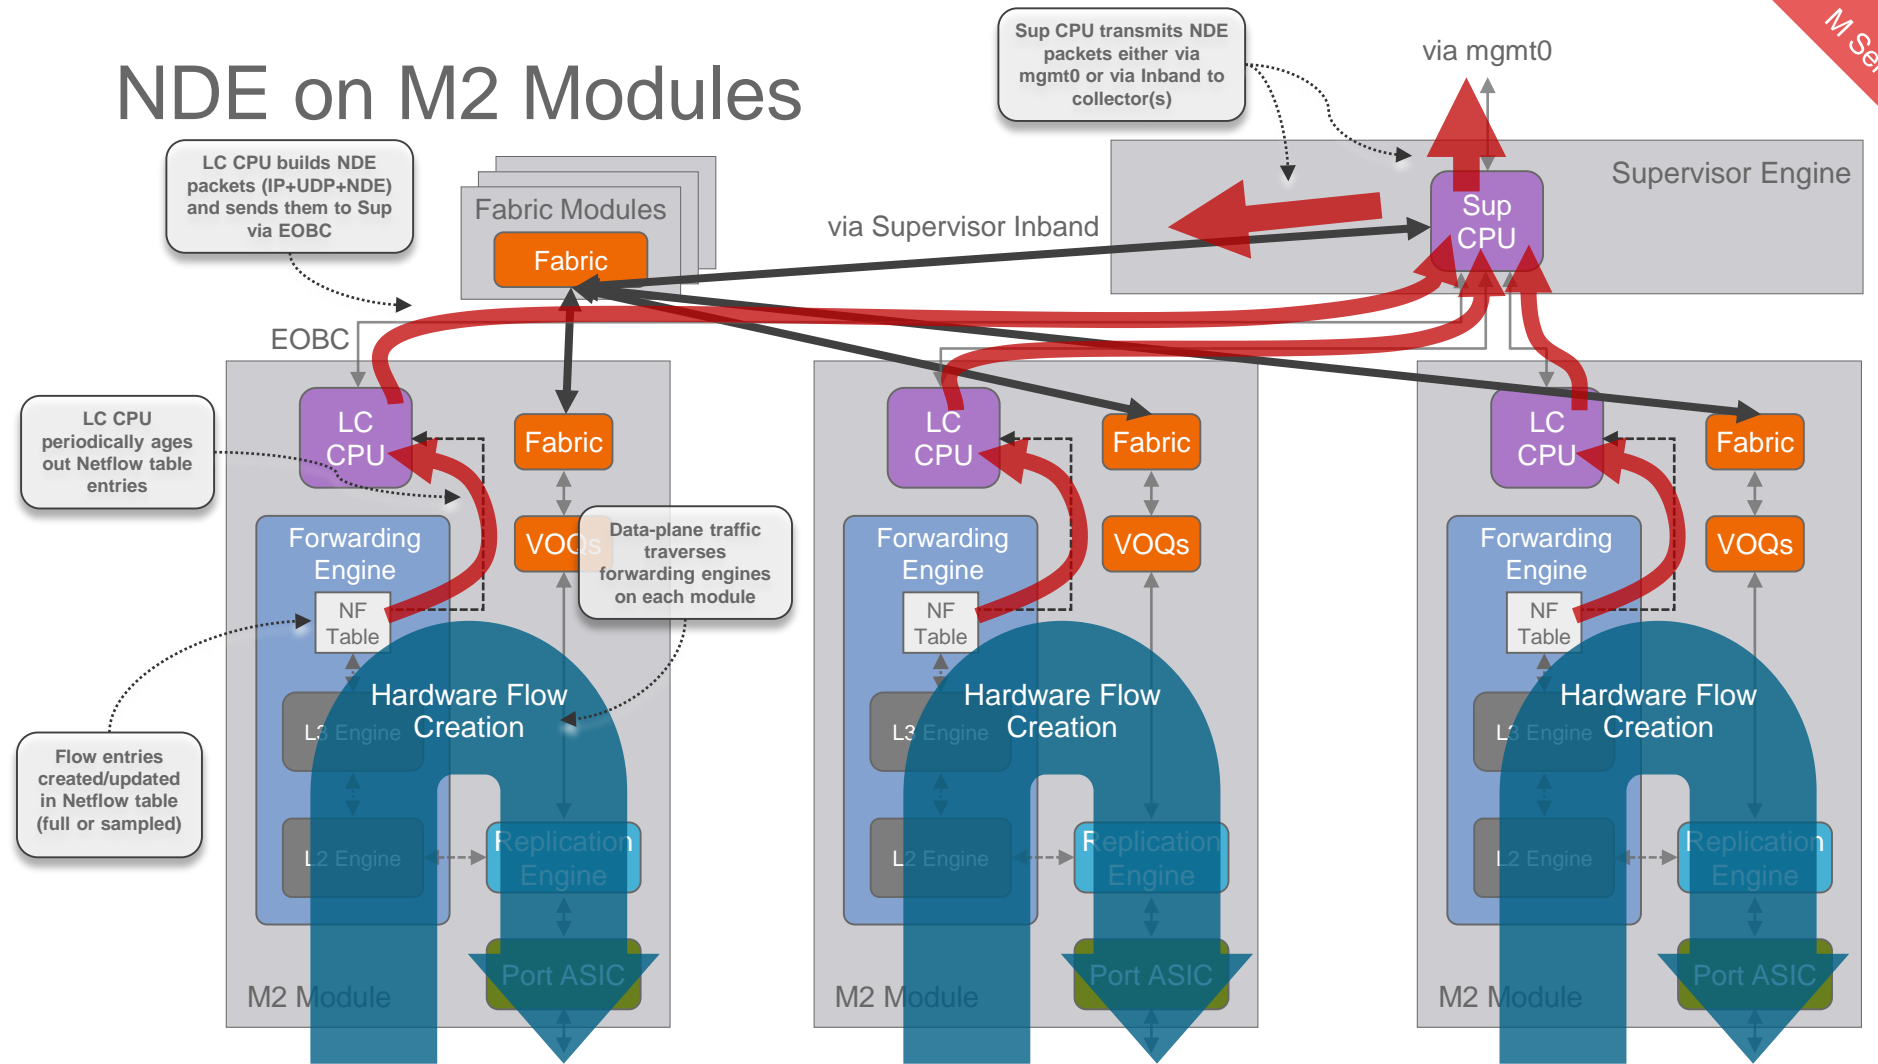 NDE on M2 Modules
Sup CPU transmits NDE
packets either via
mgmt0 or via Inband to
collector(s)
via mgmt0
LC CPU builds NDE
packets (IP+UDP+NDE)
and sends them to Sup
via EOBC
Fabric Modules
Fabric
via Supervisor Inband
Supervisor Engine
Sup
CPU
EOBC
LC CPU
periodically ages
out Netflow table
entries
LC
CPU
Fabric
Forwarding
Engine
VOQs
Data-plane traffic
traverses
forwarding engines
on each module
NF
Table
Hardware Flow
Creation
L3 Engine
Flow entries
created/updated
in Netflow table
(full or sampled)
L2 Engine
Replication
Engine
Port ASIC
M2 Module
LC
CPU
Fabric
Forwarding
Engine
VOQs
NF
Table
Hardware Flow
Creation
L3 Engine
L2 Engine
Replication
Engine
Port ASIC
M2 Module
LC
CPU
Fabric
Forwarding
Engine
VOQs
NF
Table
Hardware Flow
Creation
L3 Engine
L2 Engine
Replication
Engine
Port ASIC
M2 Module